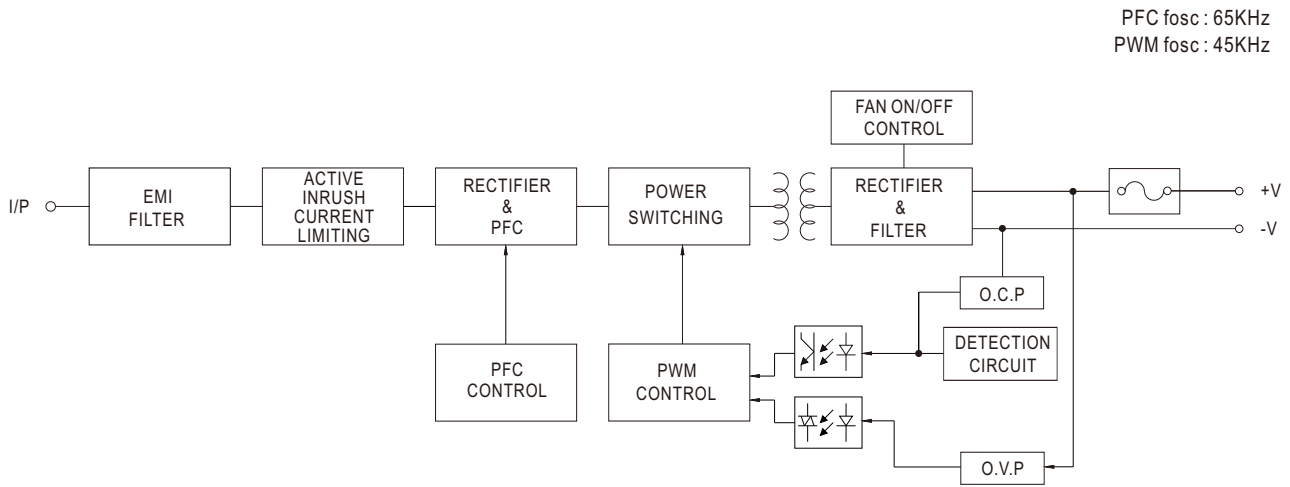 PFC fosc : 65KHz
PWM fosc : 45KHz
FAN ON/OFF
CONTROL
I/P
EMI
FILTER
ACTIVE
INRUSH
CURRENT
LIMITING
RECTIFIER
&
PFC
POWER
SWITCHING
RECTIFIER
&
FILTER
+V
-V
O.C.P
PFC
CONTROL
PWM
CONTROL
DETECTION
CIRCUIT
O.V.P